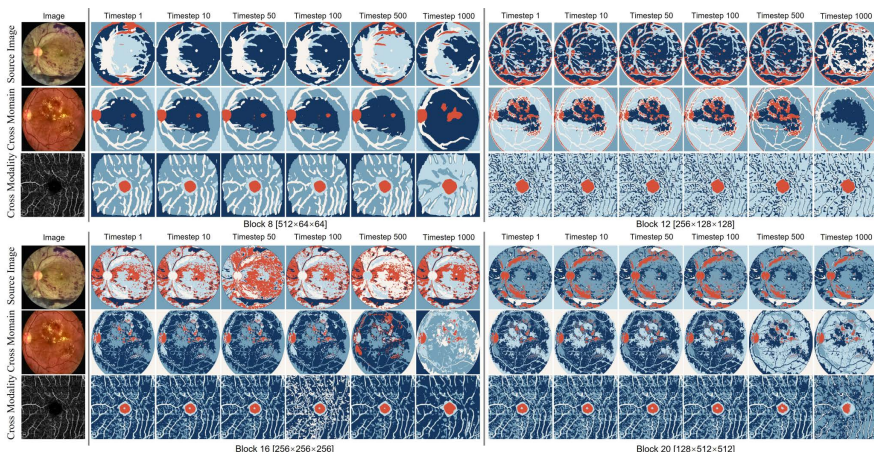 Image Timestep 1 Timestep 10 Timestep 50 Timestep 100 Timestep 500 Timestep 1000 Timestep 1 Timestep 10 Timestep 50 Timestep 100 Timestep 500 Timestep 1000
Source Image
Cross Momain
Cross Modality
Block 8 [512×64×64] Block 12 [256×128×128]
Image Timestep 1 Timestep 10 Timestep 50 Timestep 100 Timestep 500 Timestep 1000 Timestep 1 Timestep 10 Timestep 50 Timestep 100 Timestep 500 Timestep 1000
Source Image
Cross Momain
Cross Modality
Block 16 [256×256×256] Block 20 [128×512×512]